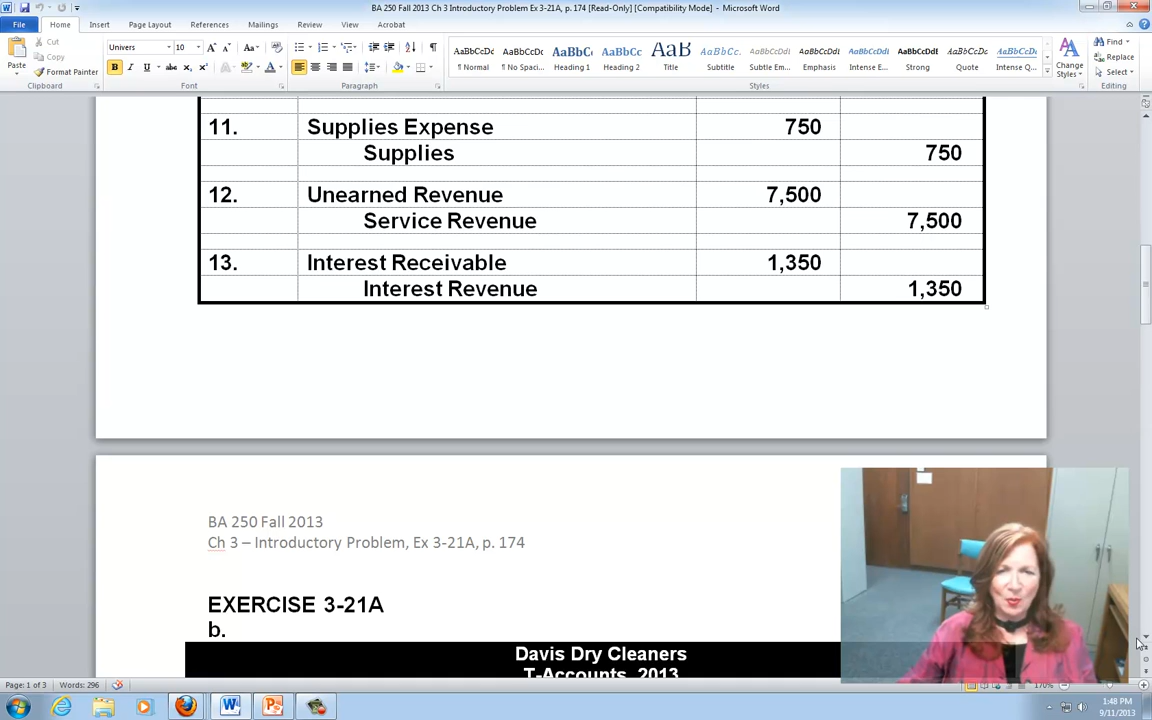 BA 250 Fall 2013 Ch 3 Introductory Problem Ex 3-21A, p. 174 [Read-Only] [Compatibility Mode] - Microsoft Word
File Home Insert Page Layout References Mailings Review View Acrobat
Paste
Cut
Copy
Format Painter
Clipboard
Univers 10
Font
Paragraph
AaBbCcDc AaBbCcDc AaBbC AaBbCc AaB AaBbCc. AaBbCcDd AaBbCcDd AaBbCcDd AaBbCcDdE AaBbCcDd AaBbCcDd
¶ Normal ¶ No Spaci... Heading 1 Heading 2 Title Subtitle Subtle Em... Emphasis Intense E... Strong Quote Intense Q...
Styles
Change Styles
Find
Replace
Select
Editing
11. Supplies Expense 750
Supplies 750
12. Unearned Revenue 7,500
Service Revenue 7,500
13. Interest Receivable 1,350
Interest Revenue 1,350
BA 250 Fall 2013
Ch 3 – Introductory Problem, Ex 3-21A, p. 174
EXERCISE 3-21A
b.
Davis Dry Cleaners
T-Accounts, 2013
Page: 1 of 3 Words: 296 170%
1:48 PM
9/11/2013